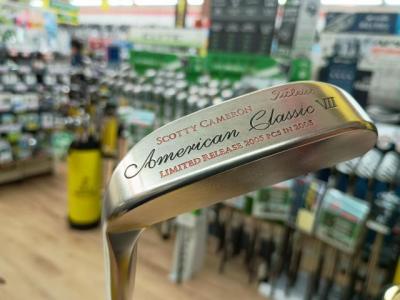 Titleist
SCOTTY CAMERON
American Classic VII
LIMITED RELEASE 2005 PCS IN 2005